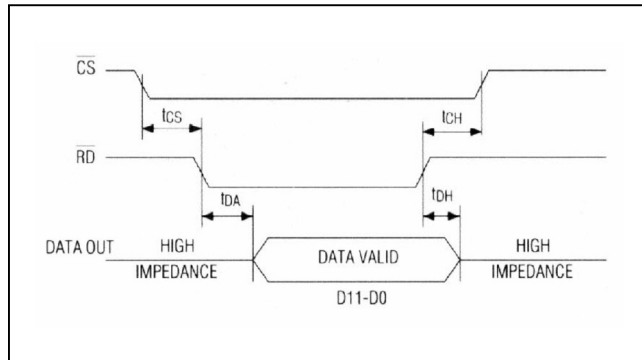 CS
tCS
tCH
RD
tDA
tDH
DATA OUT
HIGH
IMPEDANCE
DATA VALID
HIGH
IMPEDANCE
D11-D0